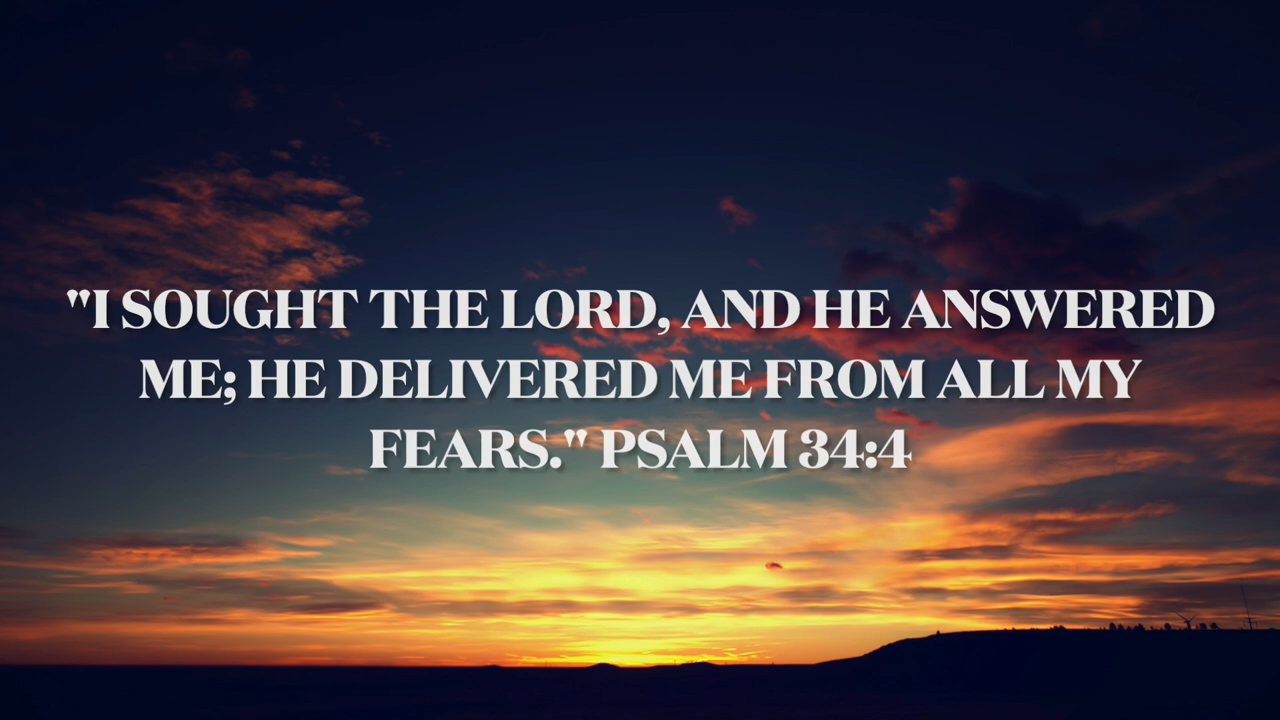 "I SOUGHT THE LORD, AND HE ANSWERED
ME; HE DELIVERED ME FROM ALL MY
FEARS." PSALM 34:4